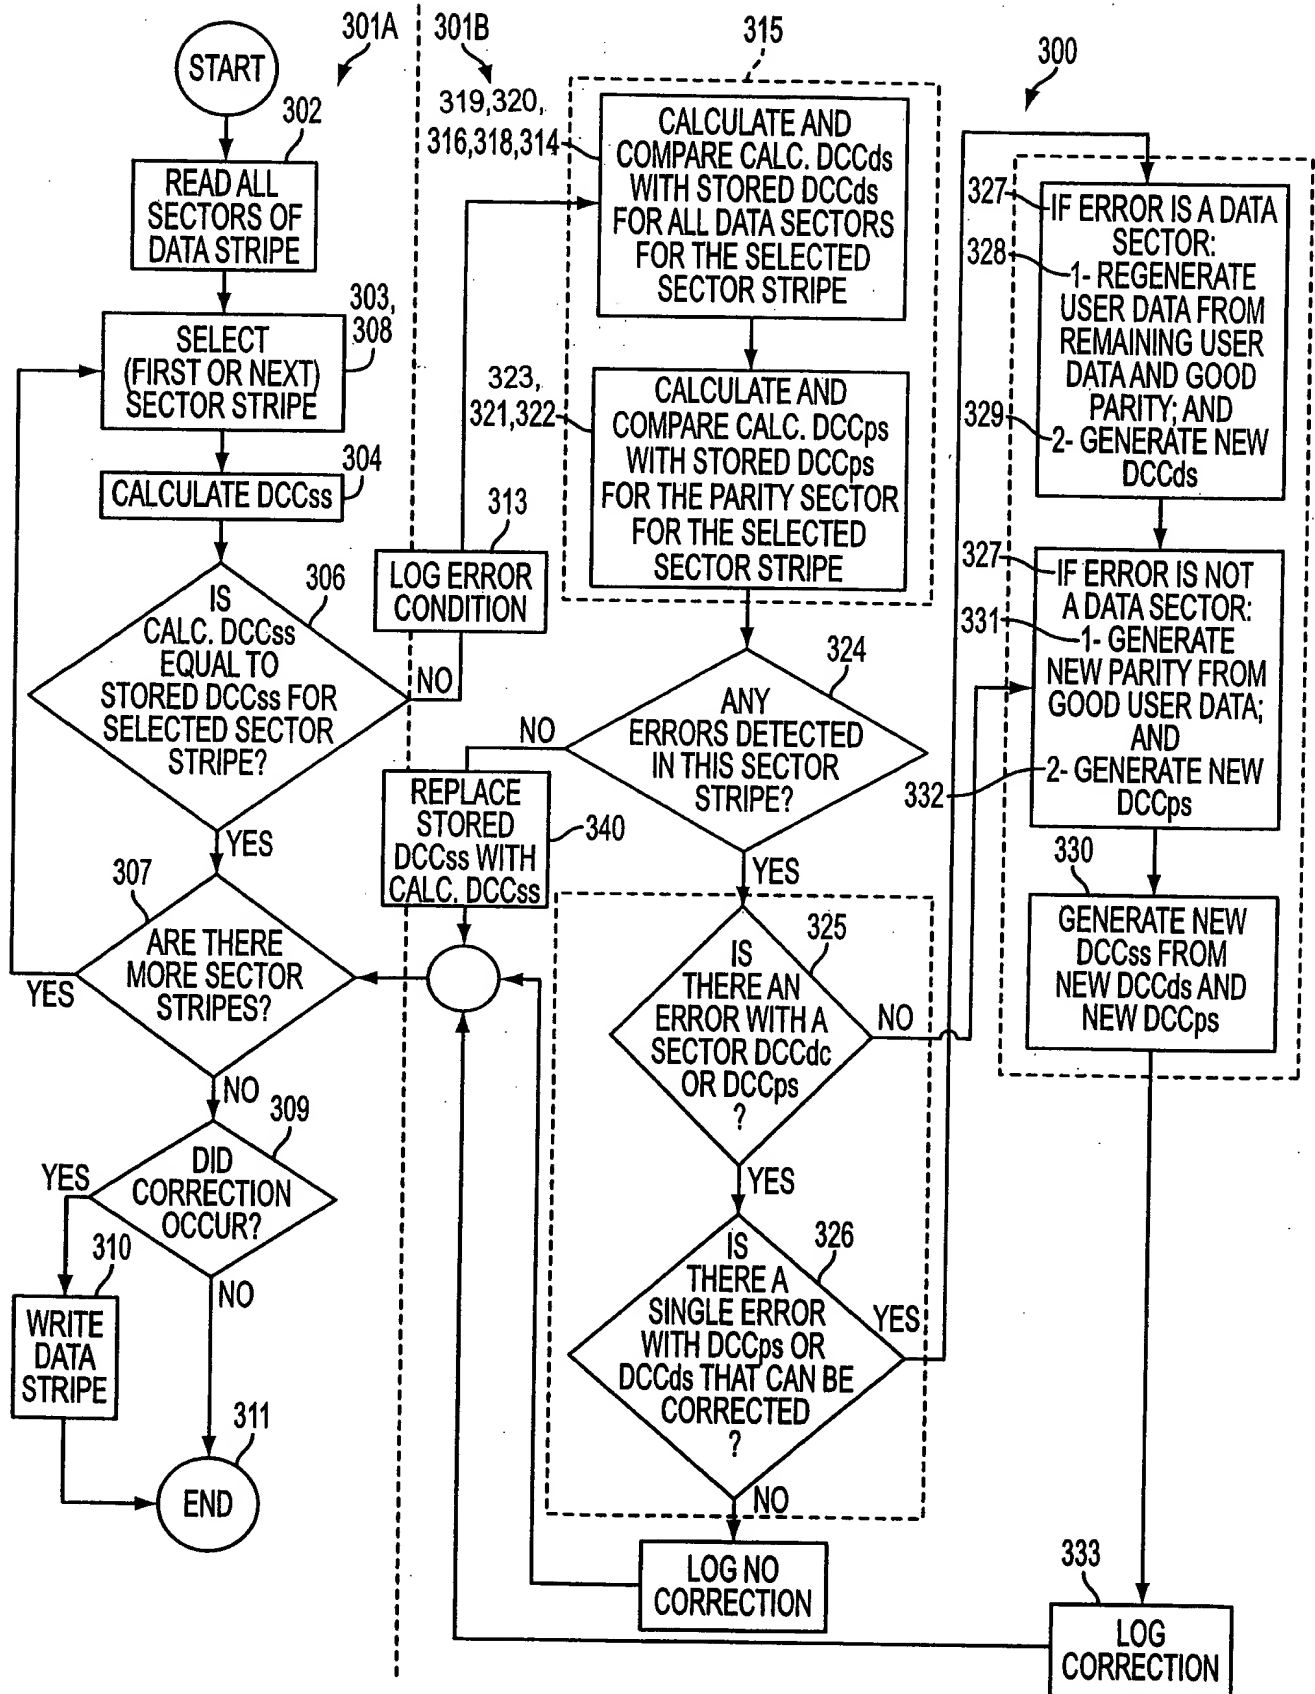 START
301A
302
READ ALL
SECTORS OF
DATA STRIPE
303,
308
SELECT
(FIRST OR NEXT)
SECTOR STRIPE
304
CALCULATE DCCss
306
IS
CALC. DCCss
EQUAL TO
STORED DCCss FOR
SELECTED SECTOR
STRIPE?
NO
YES
307
ARE THERE
MORE SECTOR
STRIPES?
YES
NO
309
DID
CORRECTION
OCCUR?
YES
NO
310
WRITE
DATA
STRIPE
311
END
301B
313
LOG ERROR
CONDITION
315
319,320,
316,318,314
CALCULATE AND
COMPARE CALC. DCCds
WITH STORED DCCds
FOR ALL DATA SECTORS
FOR THE SELECTED
SECTOR STRIPE
323,
321,322
CALCULATE AND
COMPARE CALC. DCCps
WITH STORED DCCps
FOR THE PARITY SECTOR
FOR THE SELECTED
SECTOR STRIPE
324
ANY
ERRORS DETECTED
IN THIS SECTOR
STRIPE?
NO
YES
REPLACE
STORED
DCCss WITH
CALC. DCCss
340
325
IS
THERE AN
ERROR WITH A
SECTOR DCCdc
OR DCCps
?
NO
YES
326
IS
THERE A
SINGLE ERROR
WITH DCCps OR
DCCds THAT CAN BE
CORRECTED
?
YES
NO
LOG NO
CORRECTION
300
327
IF ERROR IS A DATA
SECTOR:
328
1- REGENERATE
USER DATA FROM
REMAINING USER
DATA AND GOOD
PARITY; AND
329
2- GENERATE NEW
DCCds
327
IF ERROR IS NOT
A DATA SECTOR:
331
1- GENERATE
NEW PARITY FROM
GOOD USER DATA;
AND
332
2- GENERATE NEW
DCCps
330
GENERATE NEW
DCCss FROM
NEW DCCds AND
NEW DCCps
333
LOG
CORRECTION